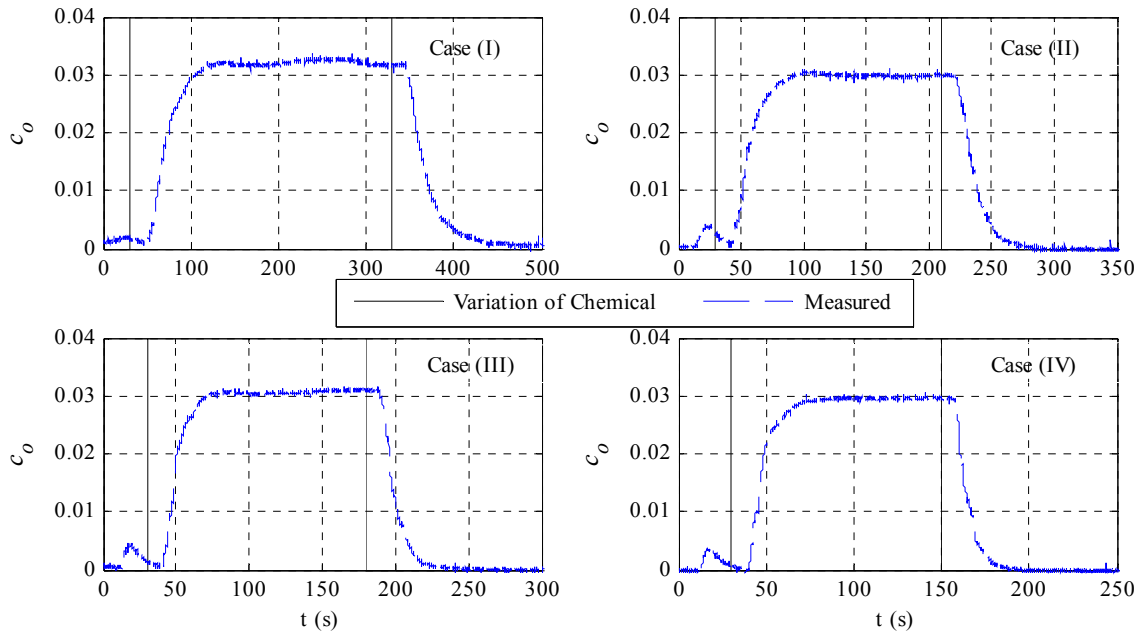 0.04
0.03
0.02
0.01
0
c_o
Case (I)
0 100 200 300 400 500
0.04
0.03
0.02
0.01
0
c_o
Case (II)
0 50 100 150 200 250 300 350
Variation of Chemical Measured
0.04
0.03
0.02
0.01
0
c_o
Case (III)
0 50 100 150 200 250 300
t (s)
0.04
0.03
0.02
0.01
0
c_o
Case (IV)
0 50 100 150 200 250
t (s)